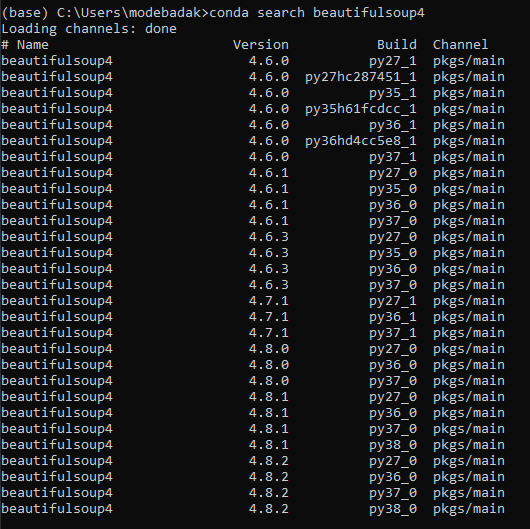 (base) C:\Users\modebadak>conda search beautifulsoup4
Loading channels: done
# Name Version Build Channel
beautifulsoup4 4.6.0 py27_1 pkgs/main
beautifulsoup4 4.6.0 py27hc287451_1 pkgs/main
beautifulsoup4 4.6.0 py35_1 pkgs/main
beautifulsoup4 4.6.0 py35h61fcdcc_1 pkgs/main
beautifulsoup4 4.6.0 py36_1 pkgs/main
beautifulsoup4 4.6.0 py36hd4cc5e8_1 pkgs/main
beautifulsoup4 4.6.0 py37_1 pkgs/main
beautifulsoup4 4.6.1 py27_0 pkgs/main
beautifulsoup4 4.6.1 py35_0 pkgs/main
beautifulsoup4 4.6.1 py36_0 pkgs/main
beautifulsoup4 4.6.1 py37_0 pkgs/main
beautifulsoup4 4.6.3 py27_0 pkgs/main
beautifulsoup4 4.6.3 py35_0 pkgs/main
beautifulsoup4 4.6.3 py36_0 pkgs/main
beautifulsoup4 4.6.3 py37_0 pkgs/main
beautifulsoup4 4.7.1 py27_1 pkgs/main
beautifulsoup4 4.7.1 py36_1 pkgs/main
beautifulsoup4 4.7.1 py37_1 pkgs/main
beautifulsoup4 4.8.0 py27_0 pkgs/main
beautifulsoup4 4.8.0 py36_0 pkgs/main
beautifulsoup4 4.8.0 py37_0 pkgs/main
beautifulsoup4 4.8.1 py27_0 pkgs/main
beautifulsoup4 4.8.1 py36_0 pkgs/main
beautifulsoup4 4.8.1 py37_0 pkgs/main
beautifulsoup4 4.8.1 py38_0 pkgs/main
beautifulsoup4 4.8.2 py27_0 pkgs/main
beautifulsoup4 4.8.2 py36_0 pkgs/main
beautifulsoup4 4.8.2 py37_0 pkgs/main
beautifulsoup4 4.8.2 py38_0 pkgs/main